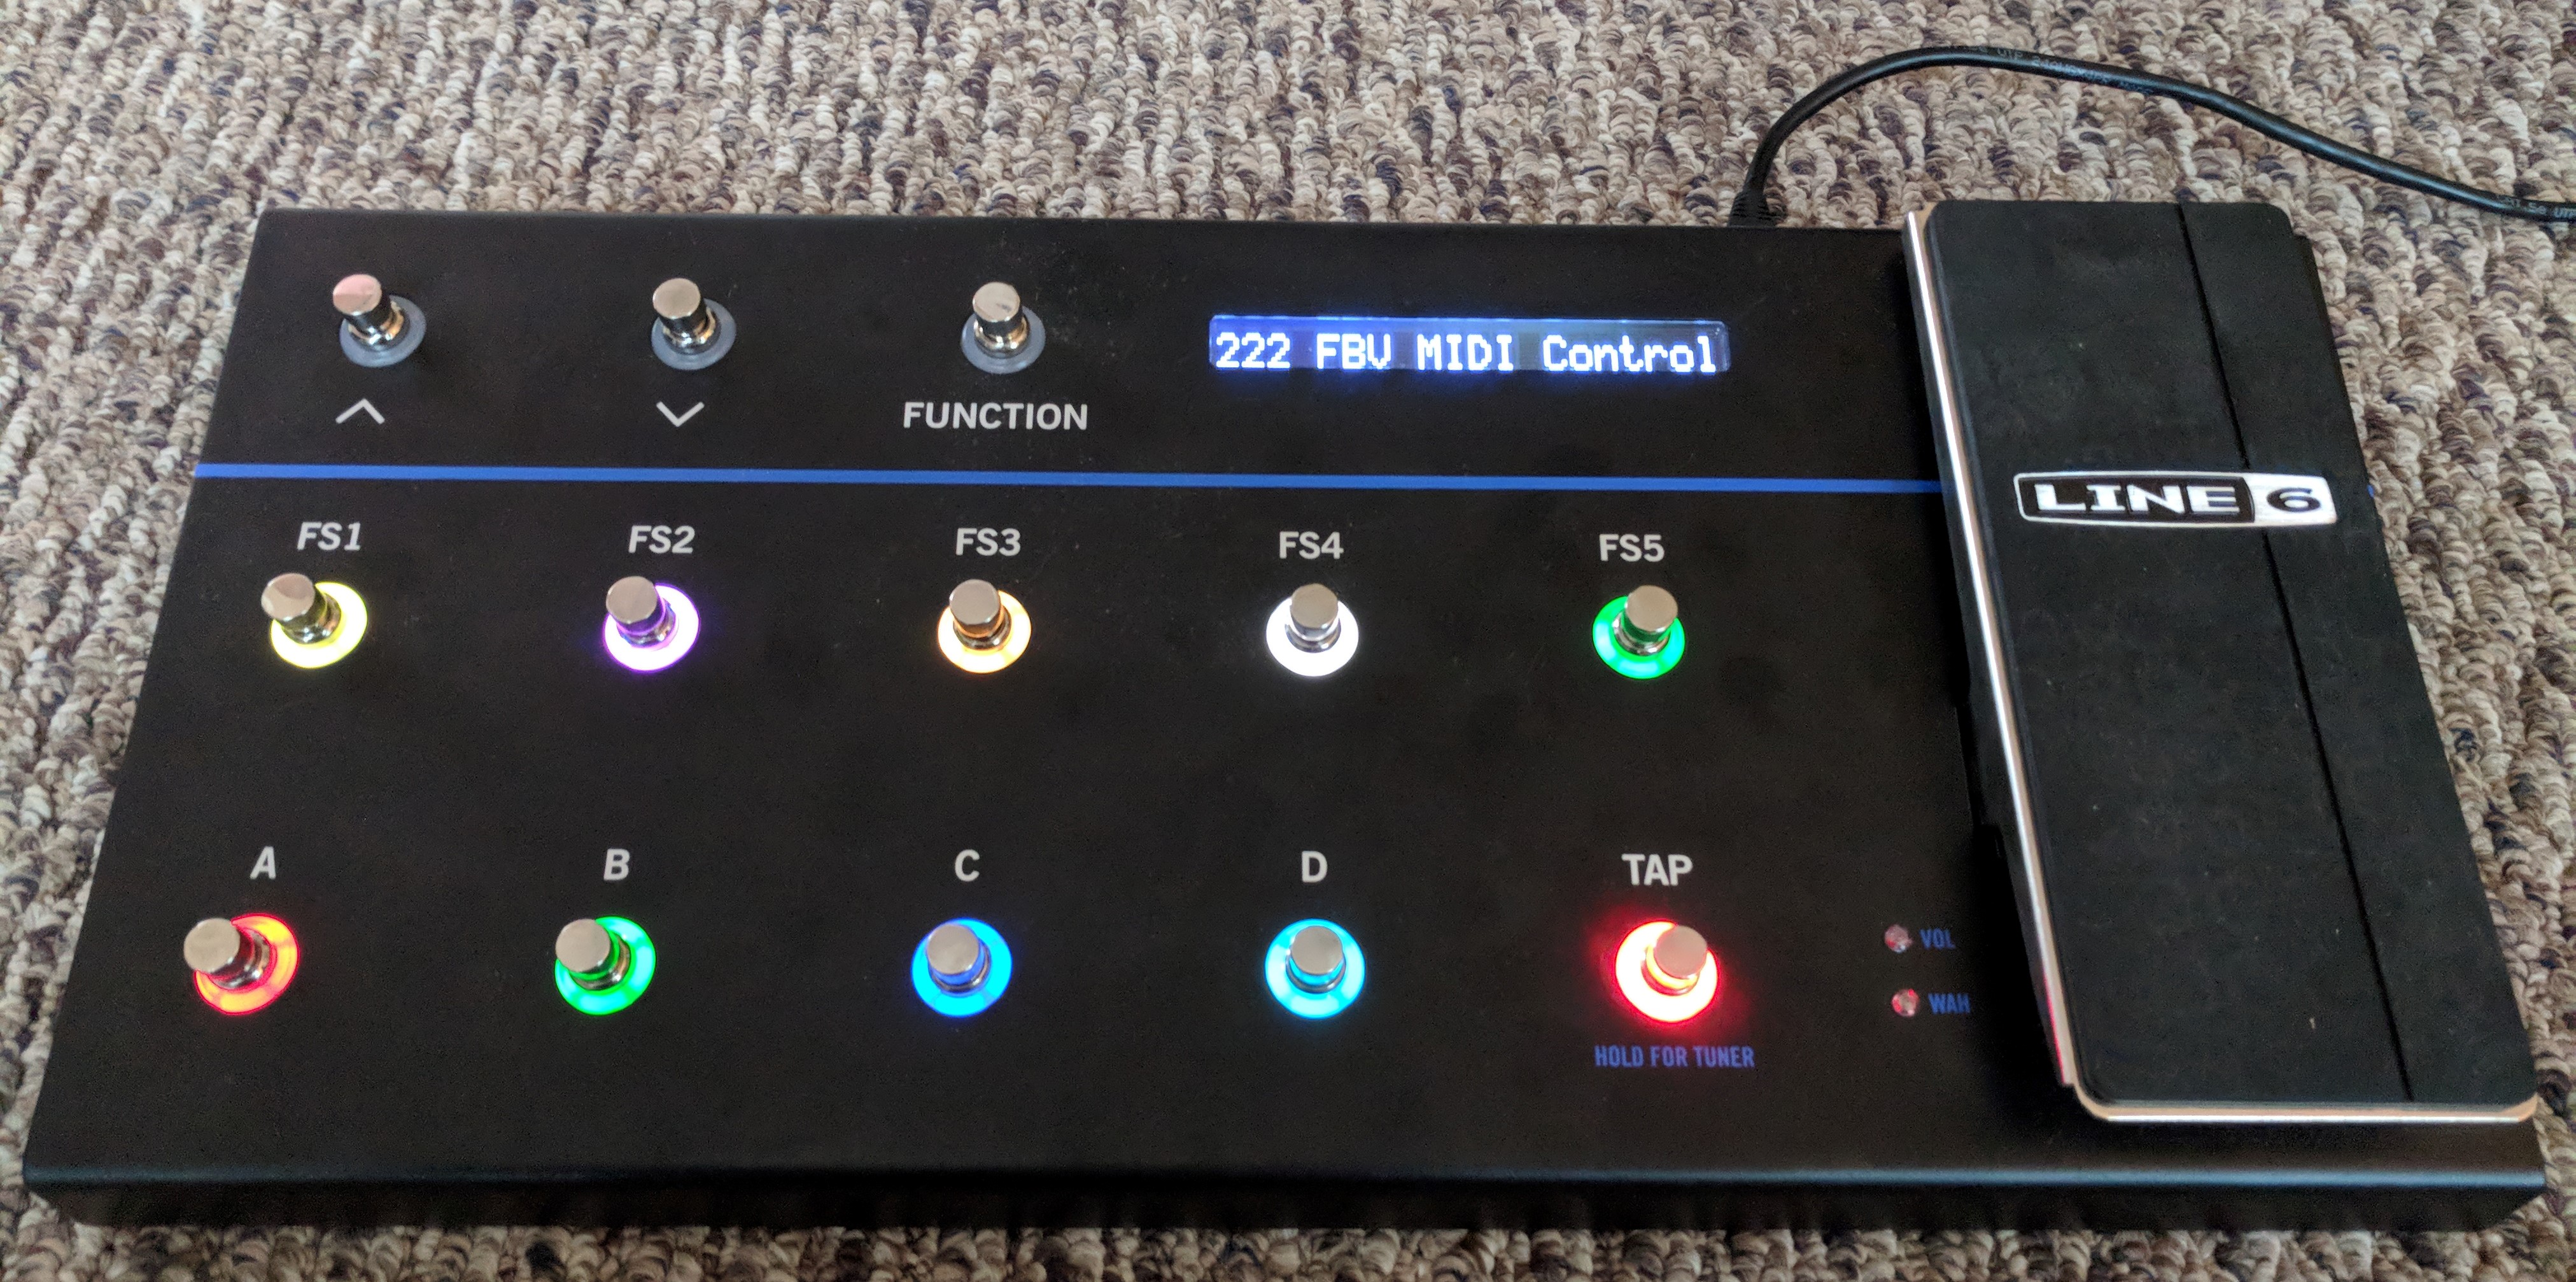 222 FBV MIDI Control
FUNCTION
LINE 6
FS1 FS2 FS3 FS4 FS5
A B C D TAP
VOL
WAH
HOLD FOR TUNER